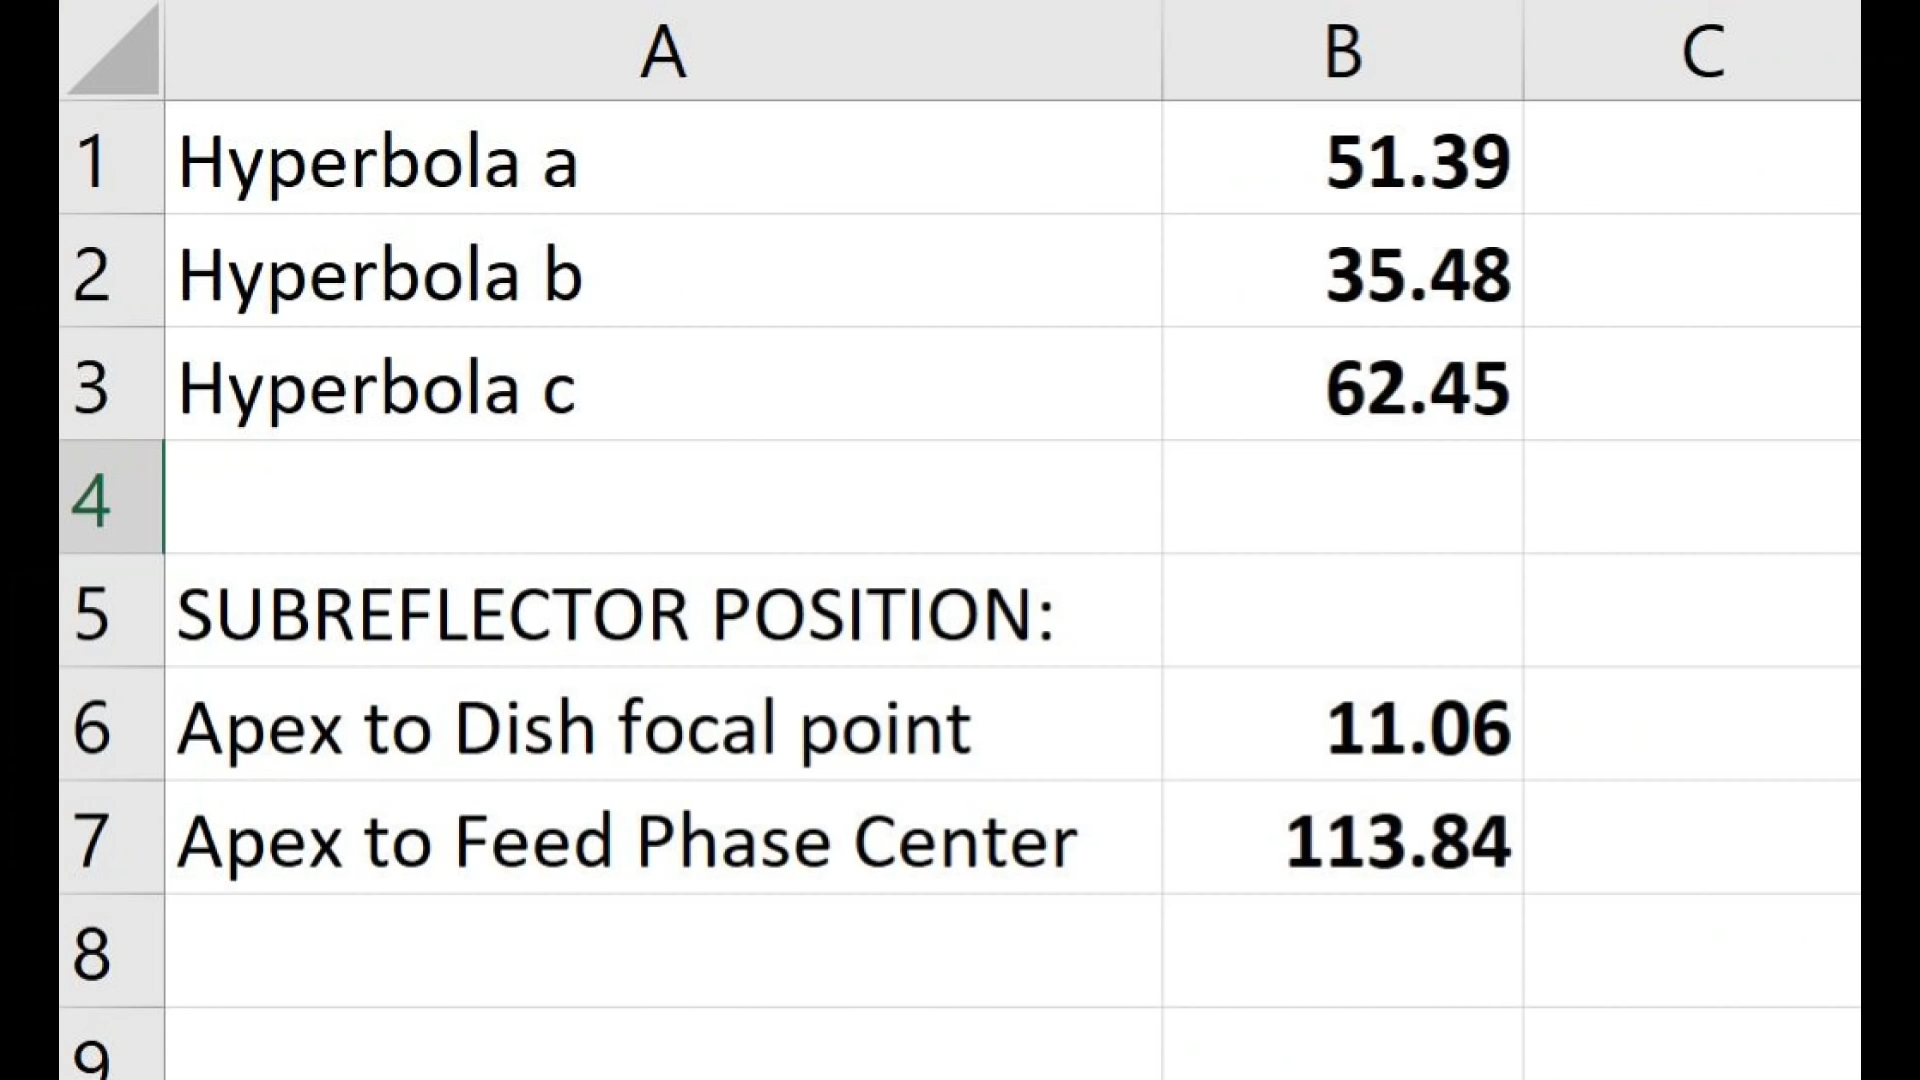 A B C
1 Hyperbola a 51.39
2 Hyperbola b 35.48
3 Hyperbola c 62.45
4
5 SUBREFLECTOR POSITION:
6 Apex to Dish focal point 11.06
7 Apex to Feed Phase Center 113.84
8
9